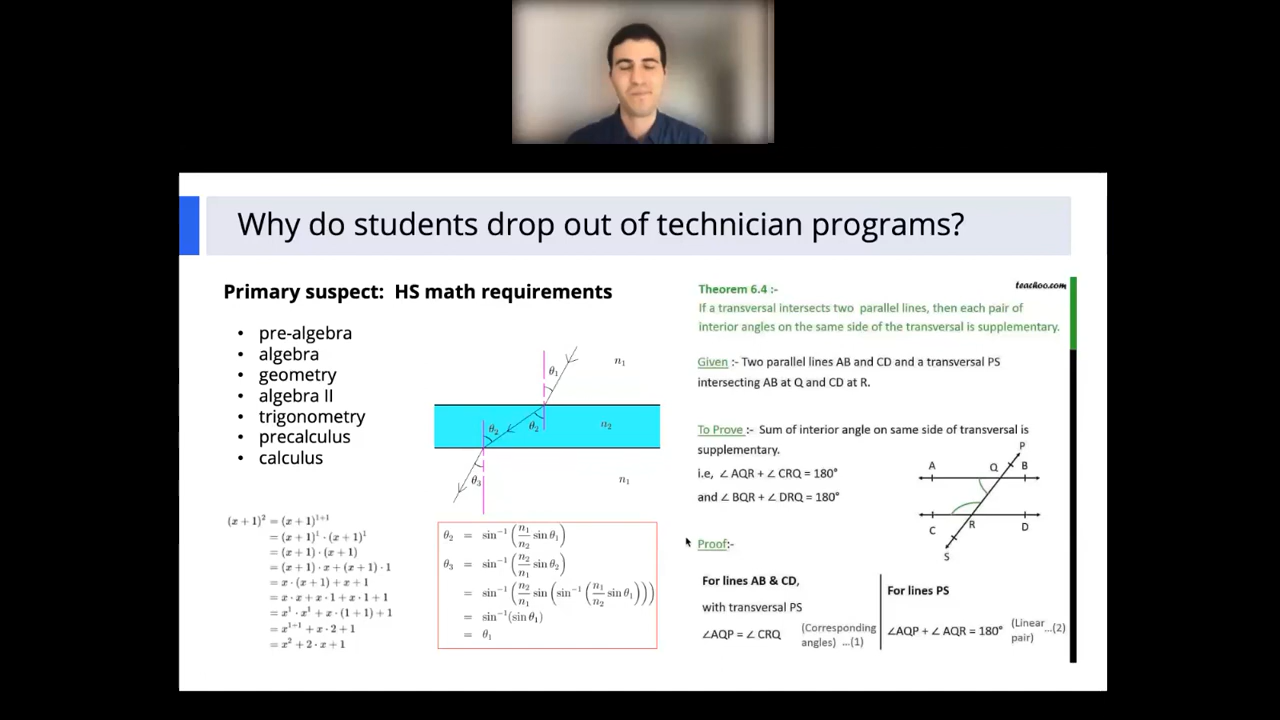 Why do students drop out of technician programs?
Primary suspect: HS math requirements
• pre-algebra
• algebra
• geometry
• algebra II
• trigonometry
• precalculus
• calculus
(x + 1)² = (x + 1)¹⁺¹
= (x + 1)¹ · (x + 1)¹
= (x + 1) · (x + 1)
= (x + 1) · x + (x + 1) · 1
= x · (x + 1) + x + 1
= x · x + x · 1 + x · 1 + 1
= x¹ · x¹ + x · (1 + 1) + 1
= x¹⁺¹ + x · 2 + 1
= x² + 2 · x + 1
n₁
θ₁
n₂
θ₂
θ₂
θ₃
n₁
θ₂ = sin⁻¹(n₁/n₂ sin θ₁)
θ₃ = sin⁻¹(n₂/n₁ sin θ₂)
= sin⁻¹(n₂/n₁ sin(sin⁻¹(n₁/n₂ sin θ₁)))
= sin⁻¹(sin θ₁)
= θ₁
teachoo.com
Theorem 6.4 :-
If a transversal intersects two parallel lines, then each pair of
interior angles on the same side of the transversal is supplementary.
Given :- Two parallel lines AB and CD and a transversal PS
intersecting AB at Q and CD at R.
To Prove :- Sum of interior angle on same side of transversal is
supplementary.
i.e, ∠ AQR + ∠ CRQ = 180°
and ∠ BQR + ∠ DRQ = 180°
P
A Q B
C R D
S
Proof:-
For lines AB & CD,
with transversal PS
∠AQP = ∠ CRQ (Corresponding
angles) ...(1)
For lines PS
∠AQP + ∠ AQR = 180° (Linear
pair) ...(2)